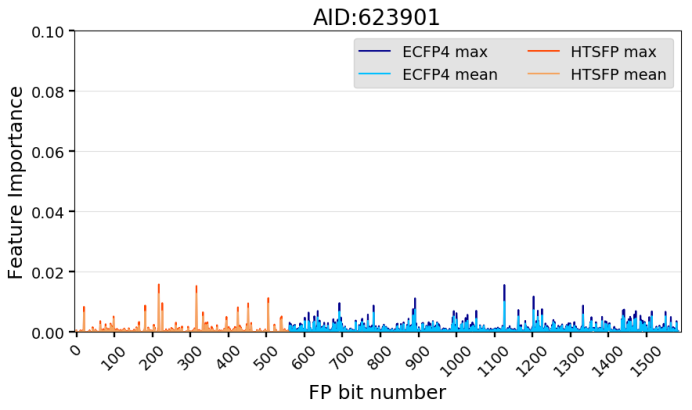 AID:623901
0.10
0.08
0.06
0.04
0.02
0.00
Feature Importance
ECFP4 max
ECFP4 mean
HTSFP max
HTSFP mean
0 100 200 300 400 500 600 700 800 900 1000 1100 1200 1300 1400 1500
FP bit number